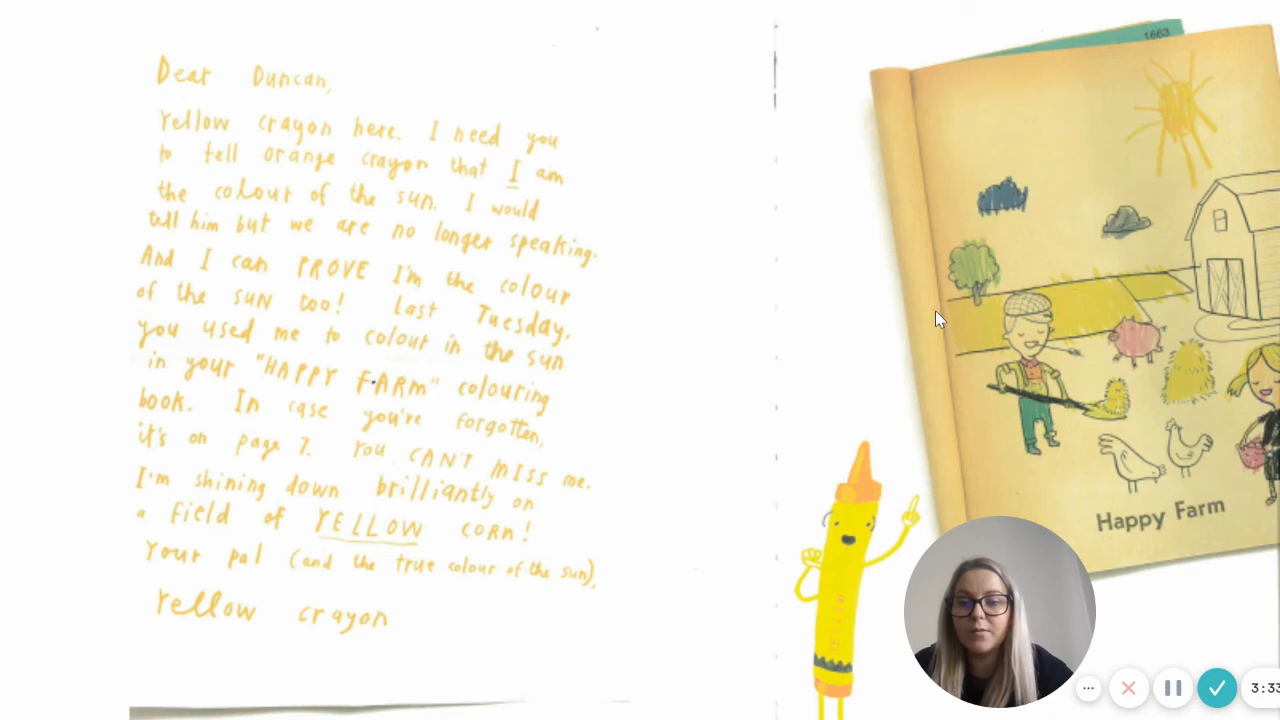 Dear Duncan,
Yellow crayon here. I need you
to tell orange crayon that I am
the colour of the sun. I would
tell him but we are no longer speaking.
And I can PROVE I'm the colour
of the sun too! Last Tuesday,
you used me to colour in the sun
in your "HAPPY FARM" colouring
book. In case you're forgotten,
it's on page 7. You CAN'T MISS me.
I'm shining down brilliantly on
a field of YELLOW corn!
Your pal (and the true colour of the sun),
Yellow crayon
1663
Happy Farm
YELLOW
3:33